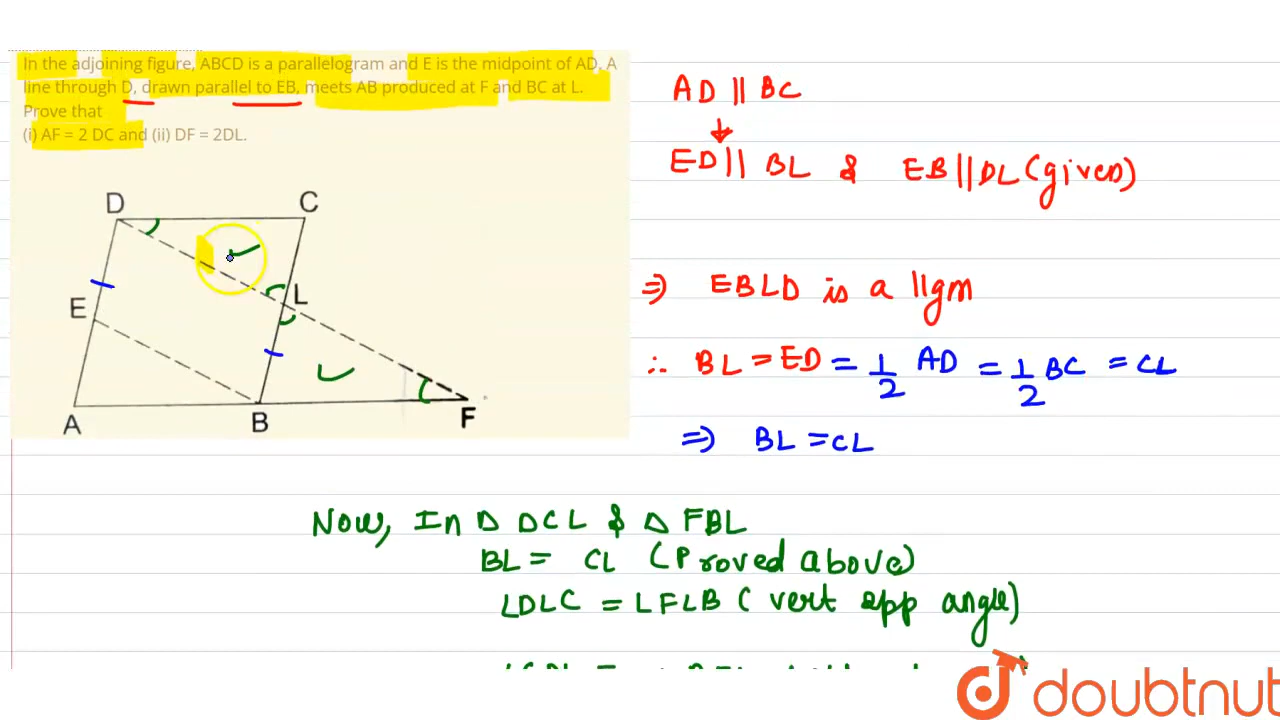 In the adjoining figure, ABCD is a parallelogram and E is the midpoint of AD. A
line through D, drawn parallel to EB, meets AB produced at F and BC at L.
Prove that
(i) AF = 2 DC and (ii) DF = 2DL.
D
C
E
L
A
B
F
AD || BC
ED || BL & EB || DL (given)
⇒ EBLD is a ||gm
∴ BL = ED = 1/2 AD = 1/2 BC = CL
⇒ BL = CL
Now, In Δ DCL & Δ FBL
BL = CL (Proved above)
∠DLC = ∠FLB (vert opp angle)
doubtnut